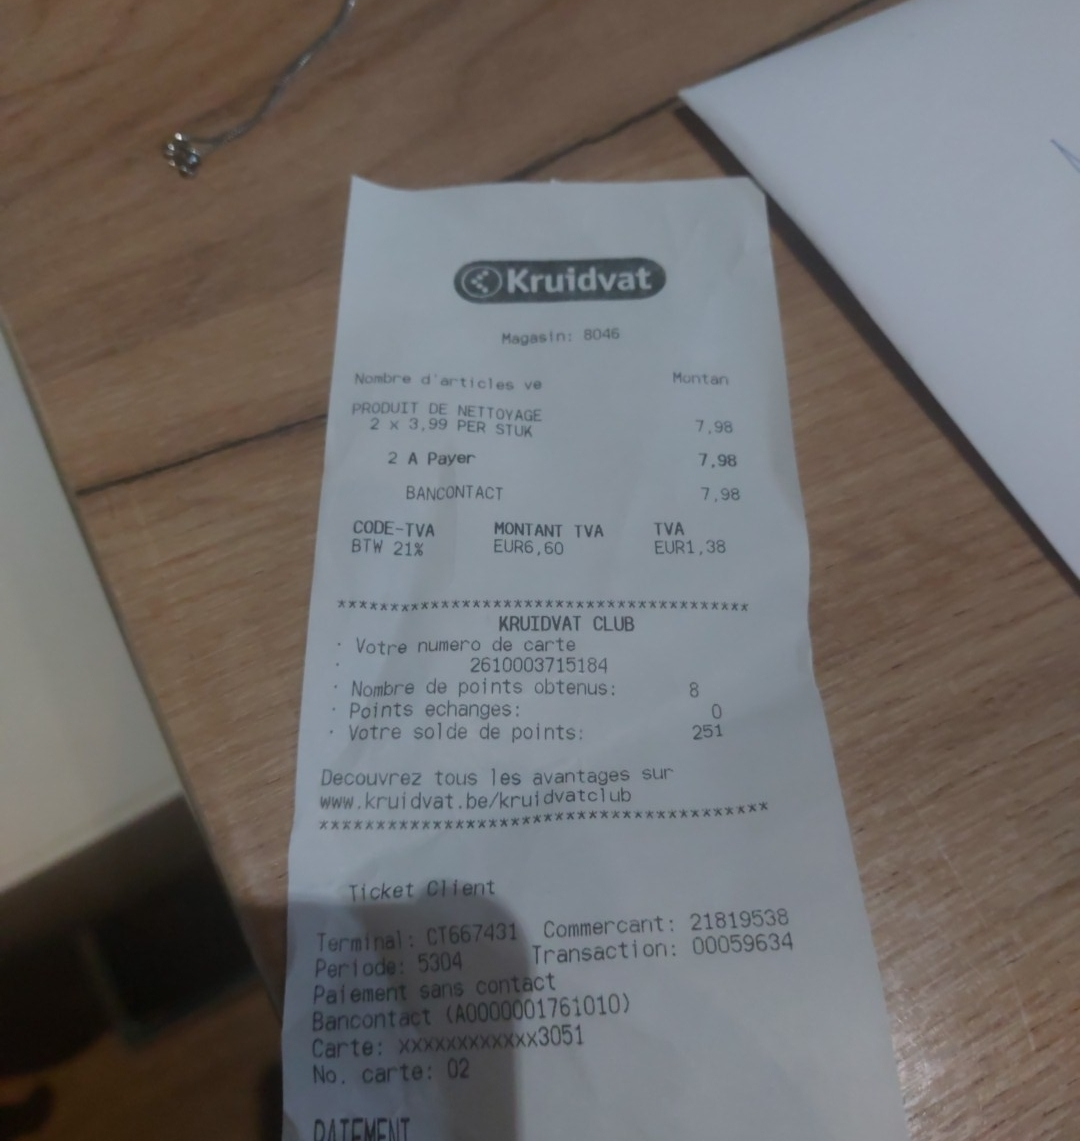 Kruidvat
Magasin: 8046
Nombre d'articles ve Montan
PRODUIT DE NETTOYAGE
2 x 3,99 PER STUK 7,98
2 A Payer 7,98
BANCONTACT 7,98
CODE-TVA MONTANT TVA TVA
BTW 21% EUR6,60 EUR1,38
***************************************
KRUIDVAT CLUB
· Votre numero de carte
· 2610003715184
· Nombre de points obtenus: 8
· Points echanges: 0
· Votre solde de points: 251
Decouvrez tous les avantages sur
www.kruidvat.be/kruidvatclub
***************************************
Ticket Client
Terminal: CT667431 Commercant: 21819538
Periode: 5304 Transaction: 00059634
Paiement sans contact
Bancontact (A0000001761010)
Carte: xxxxxxxxxxxxx3051
No. carte: 02
PAIEMENT